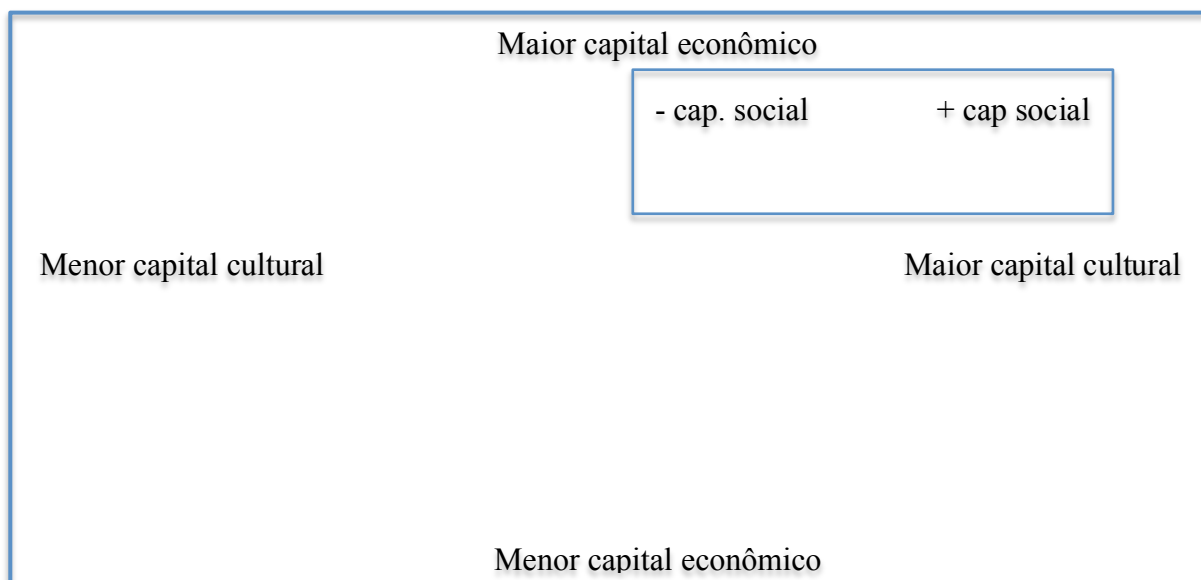 Maior capital econômico
- cap. social + cap social
Menor capital cultural Maior capital cultural
Menor capital econômico